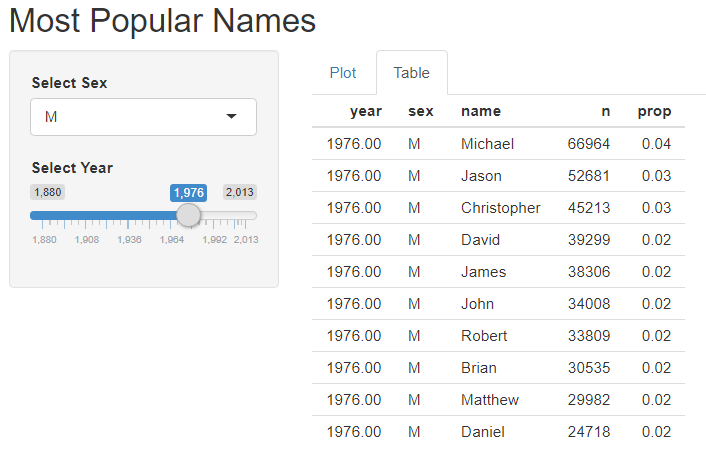 Most Popular Names
Select Sex
M
Select Year
1,880 1,976 2,013
1,880 1,908 1,936 1,964 1,992 2,013
Plot Table
year sex name n prop
1976.00 M Michael 66964 0.04
1976.00 M Jason 52681 0.03
1976.00 M Christopher 45213 0.03
1976.00 M David 39299 0.02
1976.00 M James 38306 0.02
1976.00 M John 34008 0.02
1976.00 M Robert 33809 0.02
1976.00 M Brian 30535 0.02
1976.00 M Matthew 29982 0.02
1976.00 M Daniel 24718 0.02